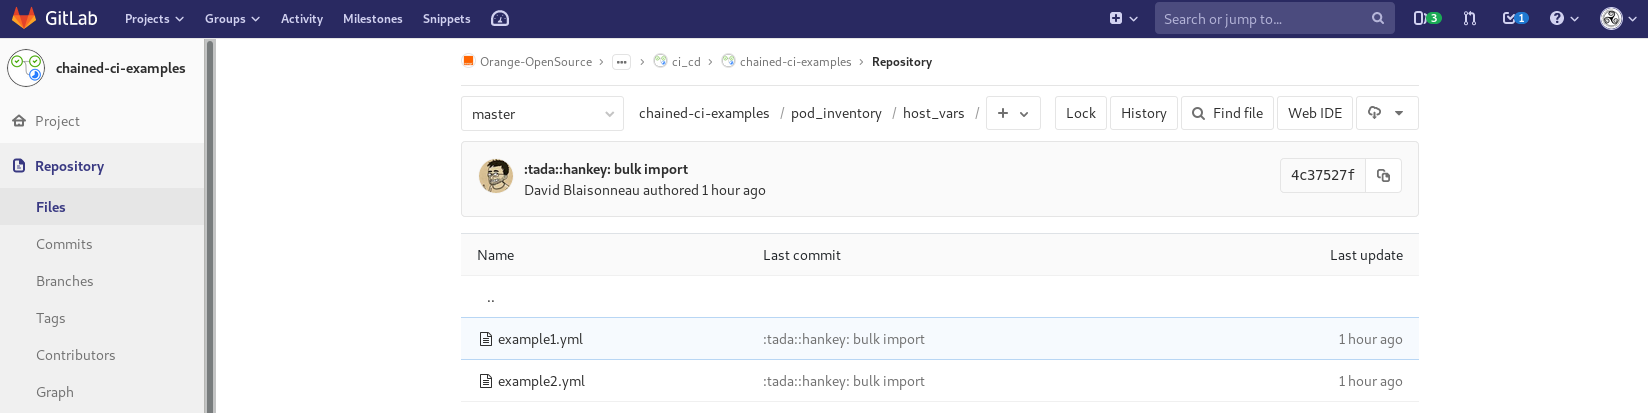 GitLab Projects Groups Activity Milestones Snippets Search or jump to... 3 1
chained-ci-examples
Project
Repository
Files
Commits
Branches
Tags
Contributors
Graph
Orange-OpenSource › ... › ci_cd › chained-ci-examples › Repository
master chained-ci-examples / pod_inventory / host_vars / + Lock History Find file Web IDE
:tada::hankey: bulk import
David Blaisonneau authored 1 hour ago
4c37527f
Name Last commit Last update
..
example1.yml :tada::hankey: bulk import 1 hour ago
example2.yml :tada::hankey: bulk import 1 hour ago